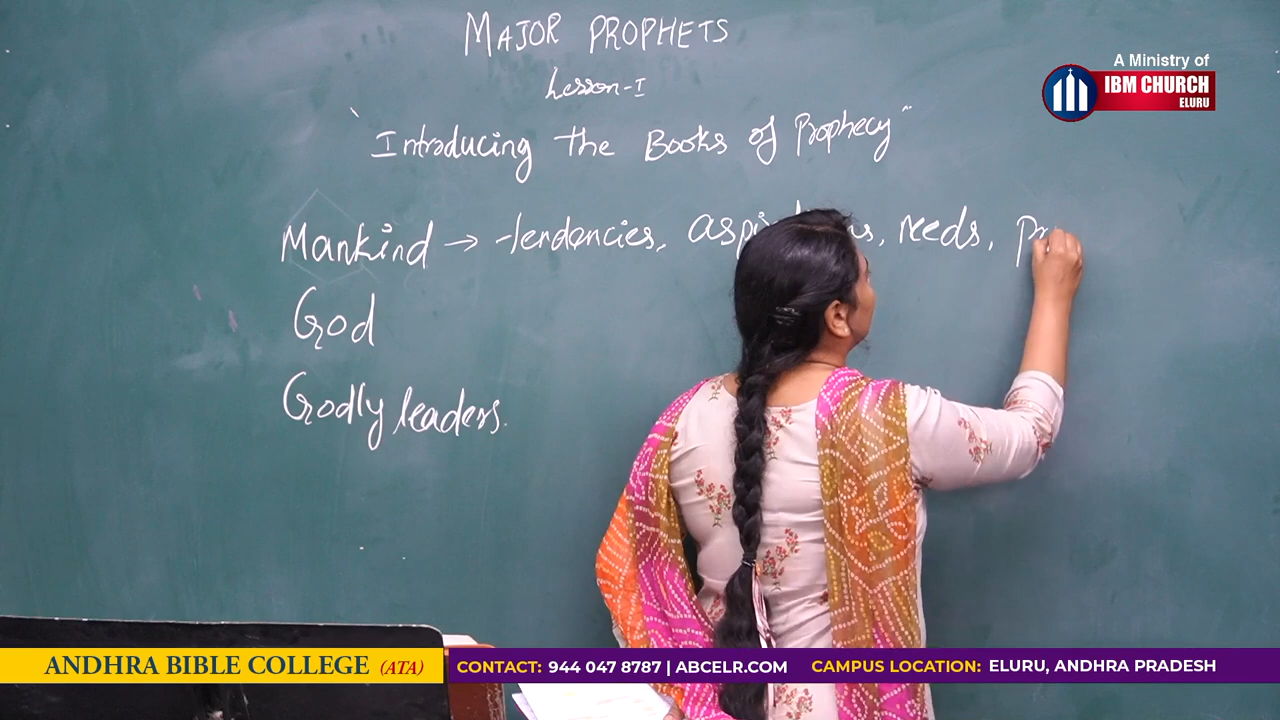 MAJOR PROPHETS
Lesson-I
"Introducing the Books of Prophecy"
Mankind → tendencies, needs,
God
Godly leaders.
A Ministry of
IBM CHURCH
ELURU
ANDHRA BIBLE COLLEGE (ATA)
CONTACT: 944 047 8787 | ABCELR.COM CAMPUS LOCATION: ELURU, ANDHRA PRADESH